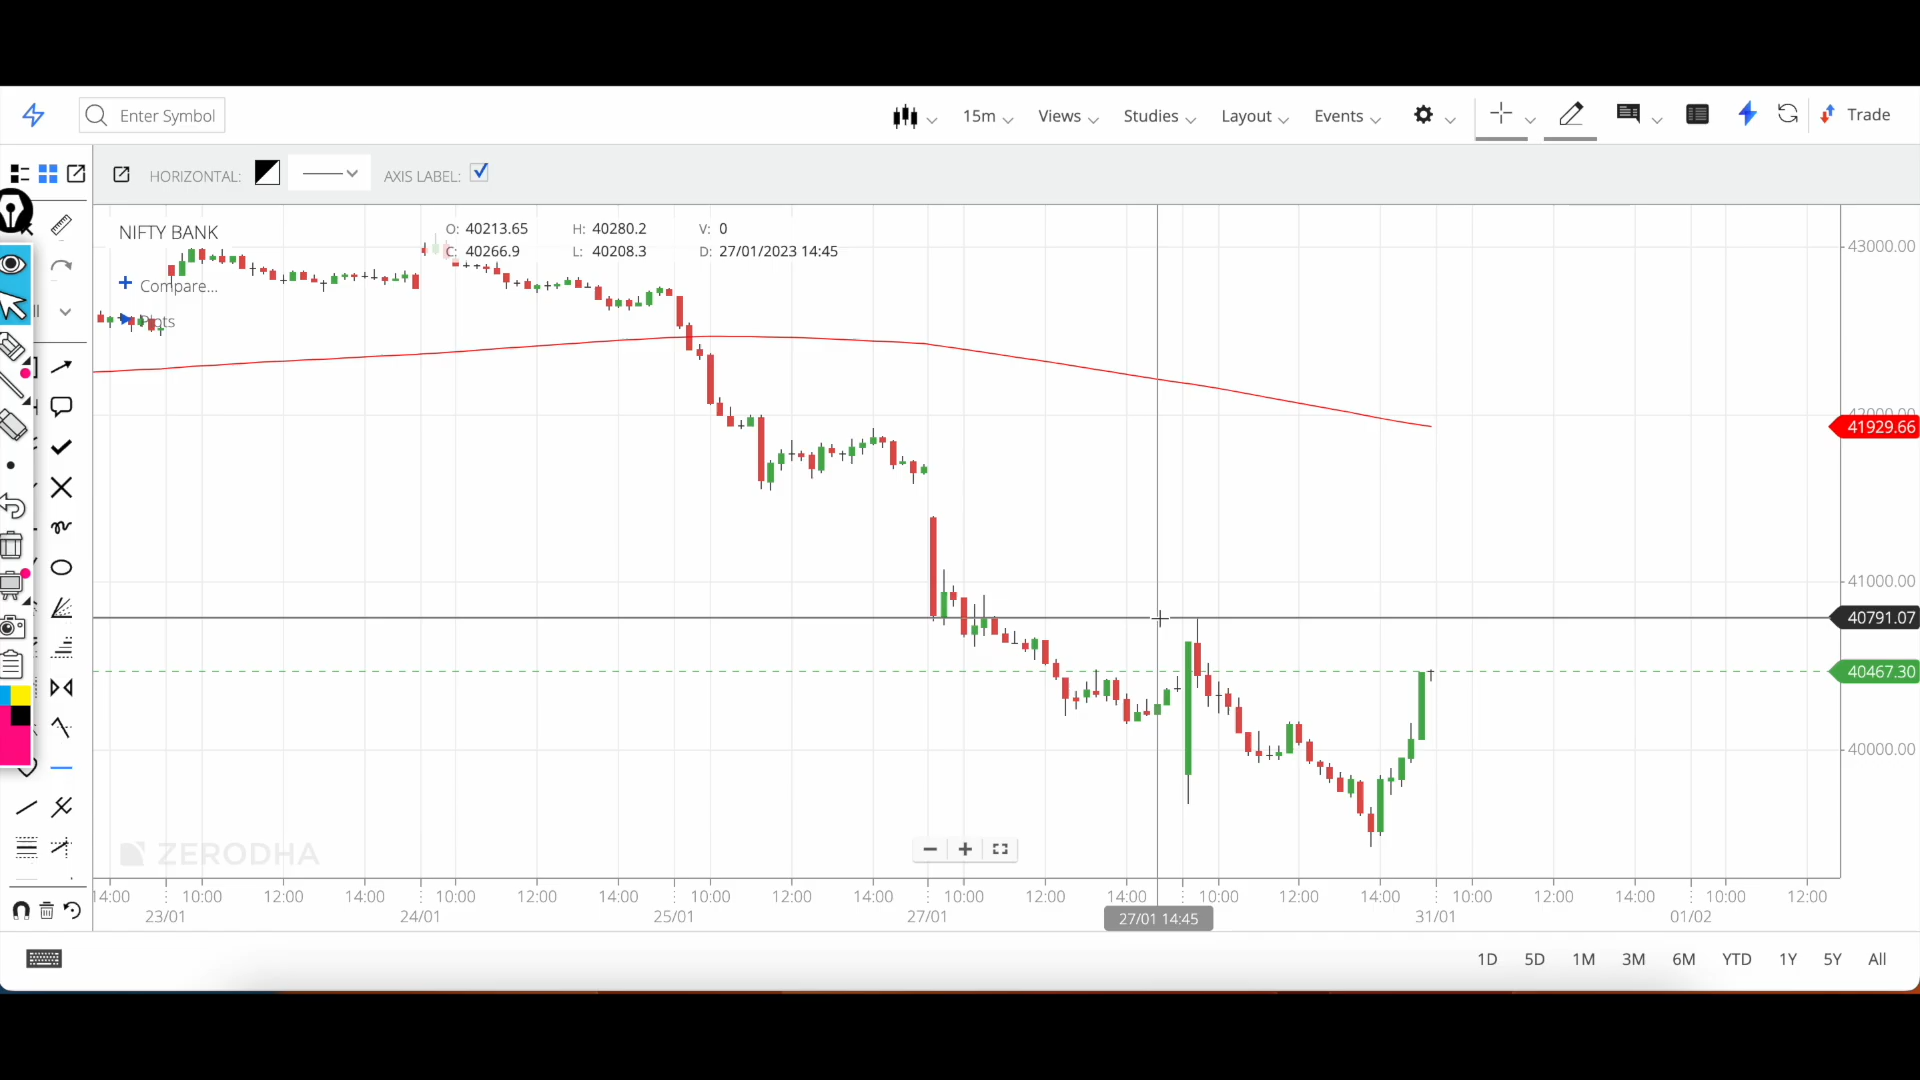 Enter Symbol
15m
Views
Studies
Layout
Events
Trade
HORIZONTAL:
AXIS LABEL:
NIFTY BANK
O: 40213.65 H: 40280.2 V: 0
C: 40266.9 L: 40208.3 D: 27/01/2023 14:45
Compare...
Plots
43000.00
42000.00
41929.66
41000.00
40791.07
40467.30
40000.00
ZERODHA
14:00 10:00 12:00 14:00 10:00 12:00 14:00 10:00 12:00 14:00 10:00 12:00 14:00 10:00 12:00 14:00 10:00 12:00 14:00 10:00 12:00
23/01 24/01 25/01 27/01 27/01 14:45 31/01 01/02
1D 5D 1M 3M 6M YTD 1Y 5Y All